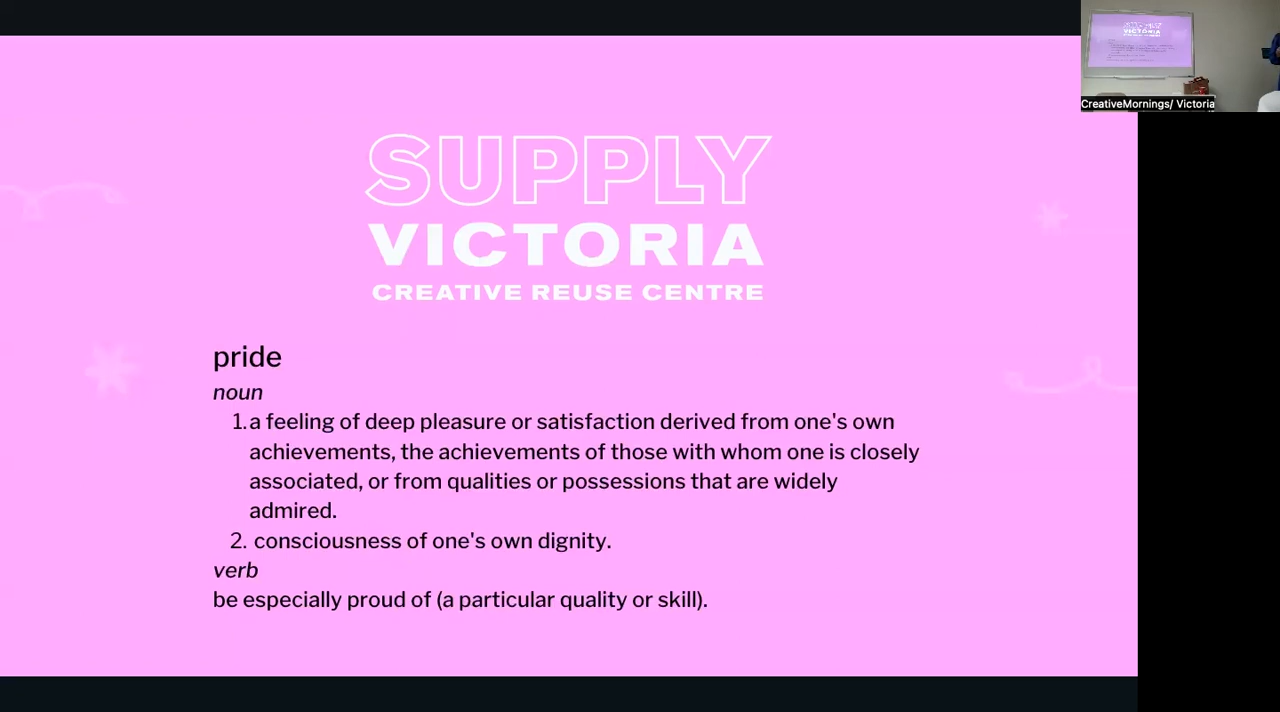 SUPPLY
VICTORIA
CREATIVE REUSE CENTRE
pride
noun
1. a feeling of deep pleasure or satisfaction derived from one's own
achievements, the achievements of those with whom one is closely
associated, or from qualities or possessions that are widely
admired.
2. consciousness of one's own dignity.
verb
be especially proud of (a particular quality or skill).
SUPPLY
VICTORIA
CreativeMornings/ Victoria